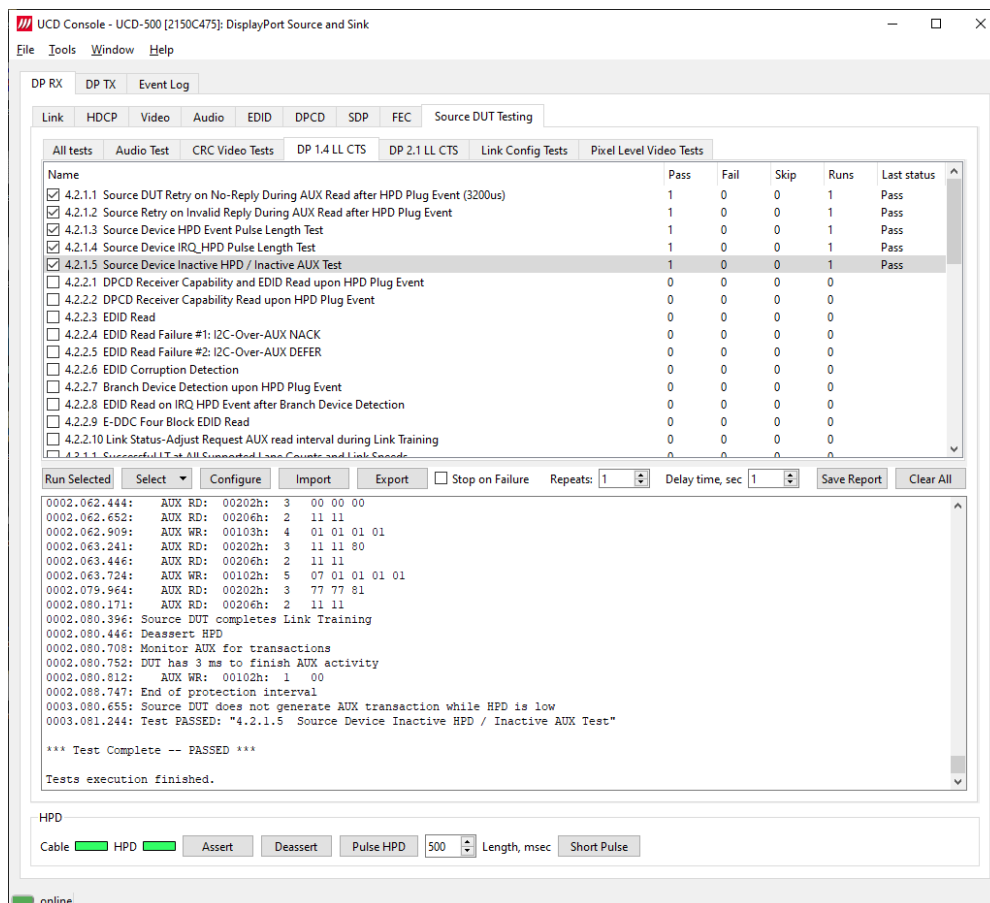 UCD Console - UCD-500 [2150C475]: DisplayPort Source and Sink
File Tools Window Help
DP RX DP TX Event Log
Link HDCP Video Audio EDID DPCD SDP FEC Source DUT Testing
All tests Audio Test CRC Video Tests DP 1.4 LL CTS DP 2.1 LL CTS Link Config Tests Pixel Level Video Tests
Name Pass Fail Skip Runs Last status
4.2.1.1 Source DUT Retry on No-Reply During AUX Read after HPD Plug Event (3200us) 1 0 0 1 Pass
4.2.1.2 Source Retry on Invalid Reply During AUX Read after HPD Plug Event 1 0 0 1 Pass
4.2.1.3 Source Device HPD Event Pulse Length Test 1 0 0 1 Pass
4.2.1.4 Source Device IRQ_HPD Pulse Length Test 1 0 0 1 Pass
4.2.1.5 Source Device Inactive HPD / Inactive AUX Test 1 0 0 1 Pass
4.2.2.1 DPCD Receiver Capability and EDID Read upon HPD Plug Event 0 0 0 0
4.2.2.2 DPCD Receiver Capability Read upon HPD Plug Event 0 0 0 0
4.2.2.3 EDID Read 0 0 0 0
4.2.2.4 EDID Read Failure #1: I2C-Over-AUX NACK 0 0 0 0
4.2.2.5 EDID Read Failure #2: I2C-Over-AUX DEFER 0 0 0 0
4.2.2.6 EDID Corruption Detection 0 0 0 0
4.2.2.7 Branch Device Detection upon HPD Plug Event 0 0 0 0
4.2.2.8 EDID Read on IRQ HPD Event after Branch Device Detection 0 0 0 0
4.2.2.9 E-DDC Four Block EDID Read 0 0 0 0
4.2.2.10 Link Status-Adjust Request AUX read interval during Link Training 0 0 0 0
4.3.1.1 Successful LT at All Supported Lane Counts and Link Speeds 0 0 0 0
Run Selected Select Configure Import Export Stop on Failure Repeats: 1 Delay time, sec 1 Save Report Clear All
0002.062.444: AUX RD: 00202h: 3 00 00 00
0002.062.652: AUX RD: 00206h: 2 11 11
0002.062.909: AUX WR: 00103h: 4 01 01 01 01
0002.063.241: AUX RD: 00202h: 3 11 11 80
0002.063.446: AUX RD: 00206h: 2 11 11
0002.063.724: AUX WR: 00102h: 5 07 01 01 01 01
0002.079.964: AUX RD: 00202h: 3 77 77 81
0002.080.171: AUX RD: 00206h: 2 11 11
0002.080.396: Source DUT completes Link Training
0002.080.446: Deassert HPD
0002.080.708: Monitor AUX for transactions
0002.080.752: DUT has 3 ms to finish AUX activity
0002.080.812: AUX WR: 00102h: 1 00
0002.088.747: End of protection interval
0003.080.655: Source DUT does not generate AUX transaction while HPD is low
0003.081.244: Test PASSED: "4.2.1.5 Source Device Inactive HPD / Inactive AUX Test"
*** Test Complete -- PASSED ***
Tests execution finished.
HPD
Cable HPD Assert Deassert Pulse HPD 500 Length, msec Short Pulse
online